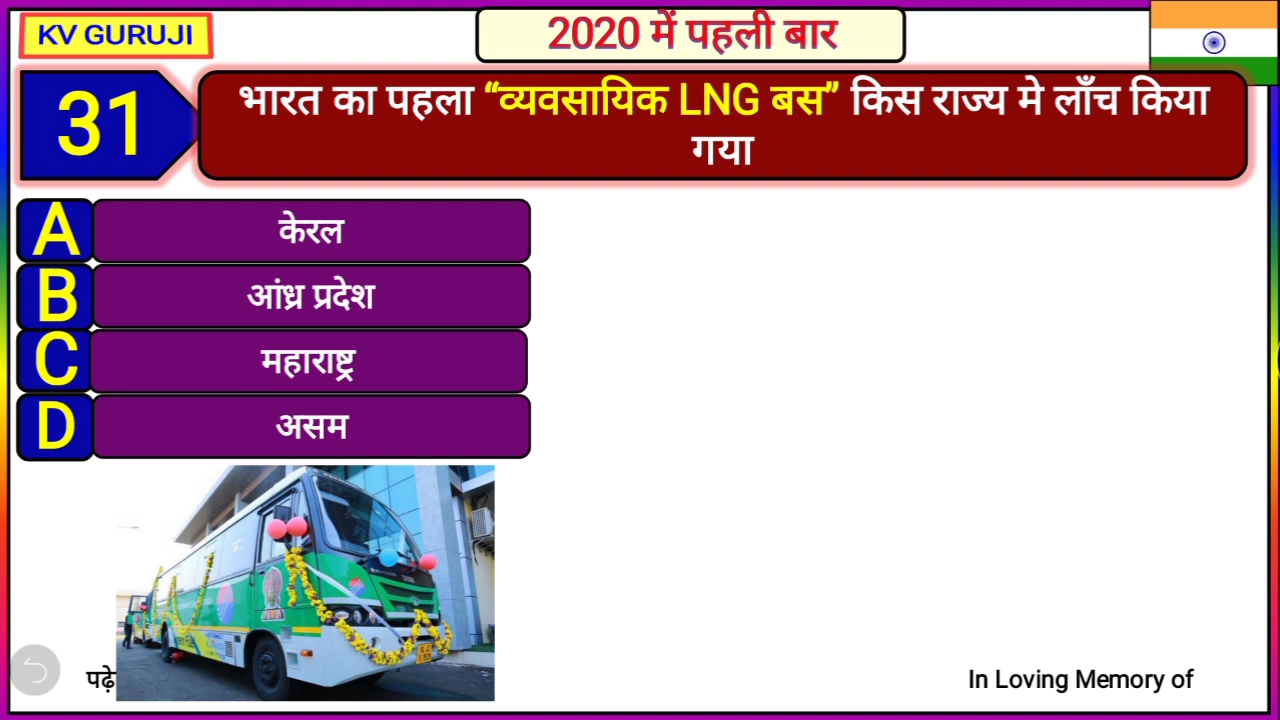 KV GURUJI
2020 में पहली बार
31
भारत का पहला “व्यवसायिक LNG बस” किस राज्य मे लाँच किया
गया
A
केरल
B
आंध्र प्रदेश
C
महाराष्ट्र
D
असम
पढ़े
In Loving Memory of